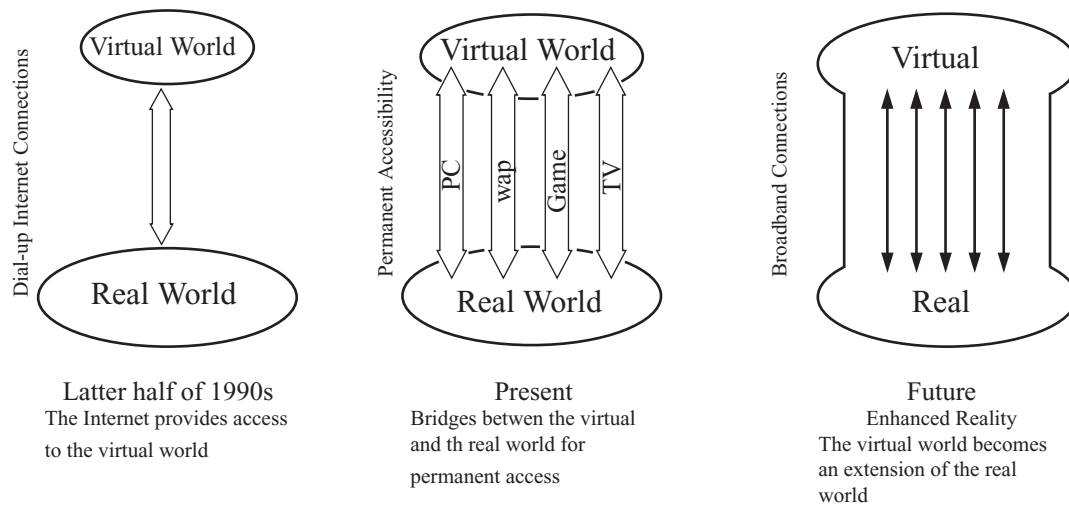 Dial-up Internet Connections
Virtual World
Real World
Latter half of 1990s
The Internet provides access
to the virtual world
Permanent Accessibility
Virtual World
PC
wap
Game
TV
Real World
Present
Bridges betwen the virtual
and th real world for
permanent access
Broadband Connections
Virtual
Real
Future
Enhanced Reality
The virtual world becomes
an extension of the real
world